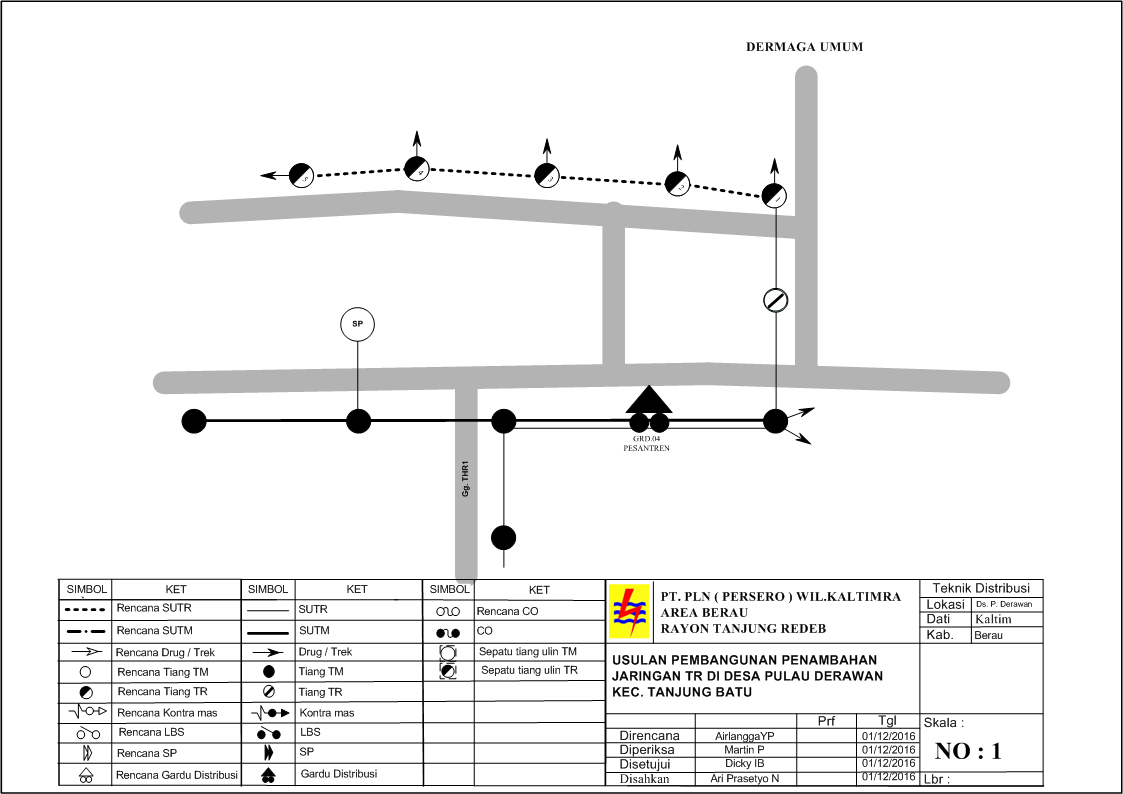 DERMAGA UMUM
5
4
3
2
1
SP
GRD.04
PESANTREN
Gg. THR1
SIMBOL KET SIMBOL KET SIMBOL KET
Rencana SUTR SUTR Rencana CO
Rencana SUTM SUTM CO
Rencana Drug / Trek Drug / Trek Sepatu tiang ulin TM
Rencana Tiang TM Tiang TM Sepatu tiang ulin TR
Rencana Tiang TR Tiang TR
Rencana Kontra mas Kontra mas
Rencana LBS LBS
Rencana SP SP
Rencana Gardu Distribusi Gardu Distribusi
PT. PLN ( PERSERO ) WIL.KALTIMRA
AREA BERAU
RAYON TANJUNG REDEB
Teknik Distribusi
Lokasi Ds. P. Derawan
Dati Kaltim
Kab. Berau
USULAN PEMBANGUNAN PENAMBAHAN
JARINGAN TR DI DESA PULAU DERAWAN
KEC. TANJUNG BATU
Prf Tgl
Direncana AirlanggaYP 01/12/2016
Diperiksa Martin P 01/12/2016
Disetujui Dicky IB 01/12/2016
Disahkan Ari Prasetyo N 01/12/2016
Skala :
NO : 1
Lbr :